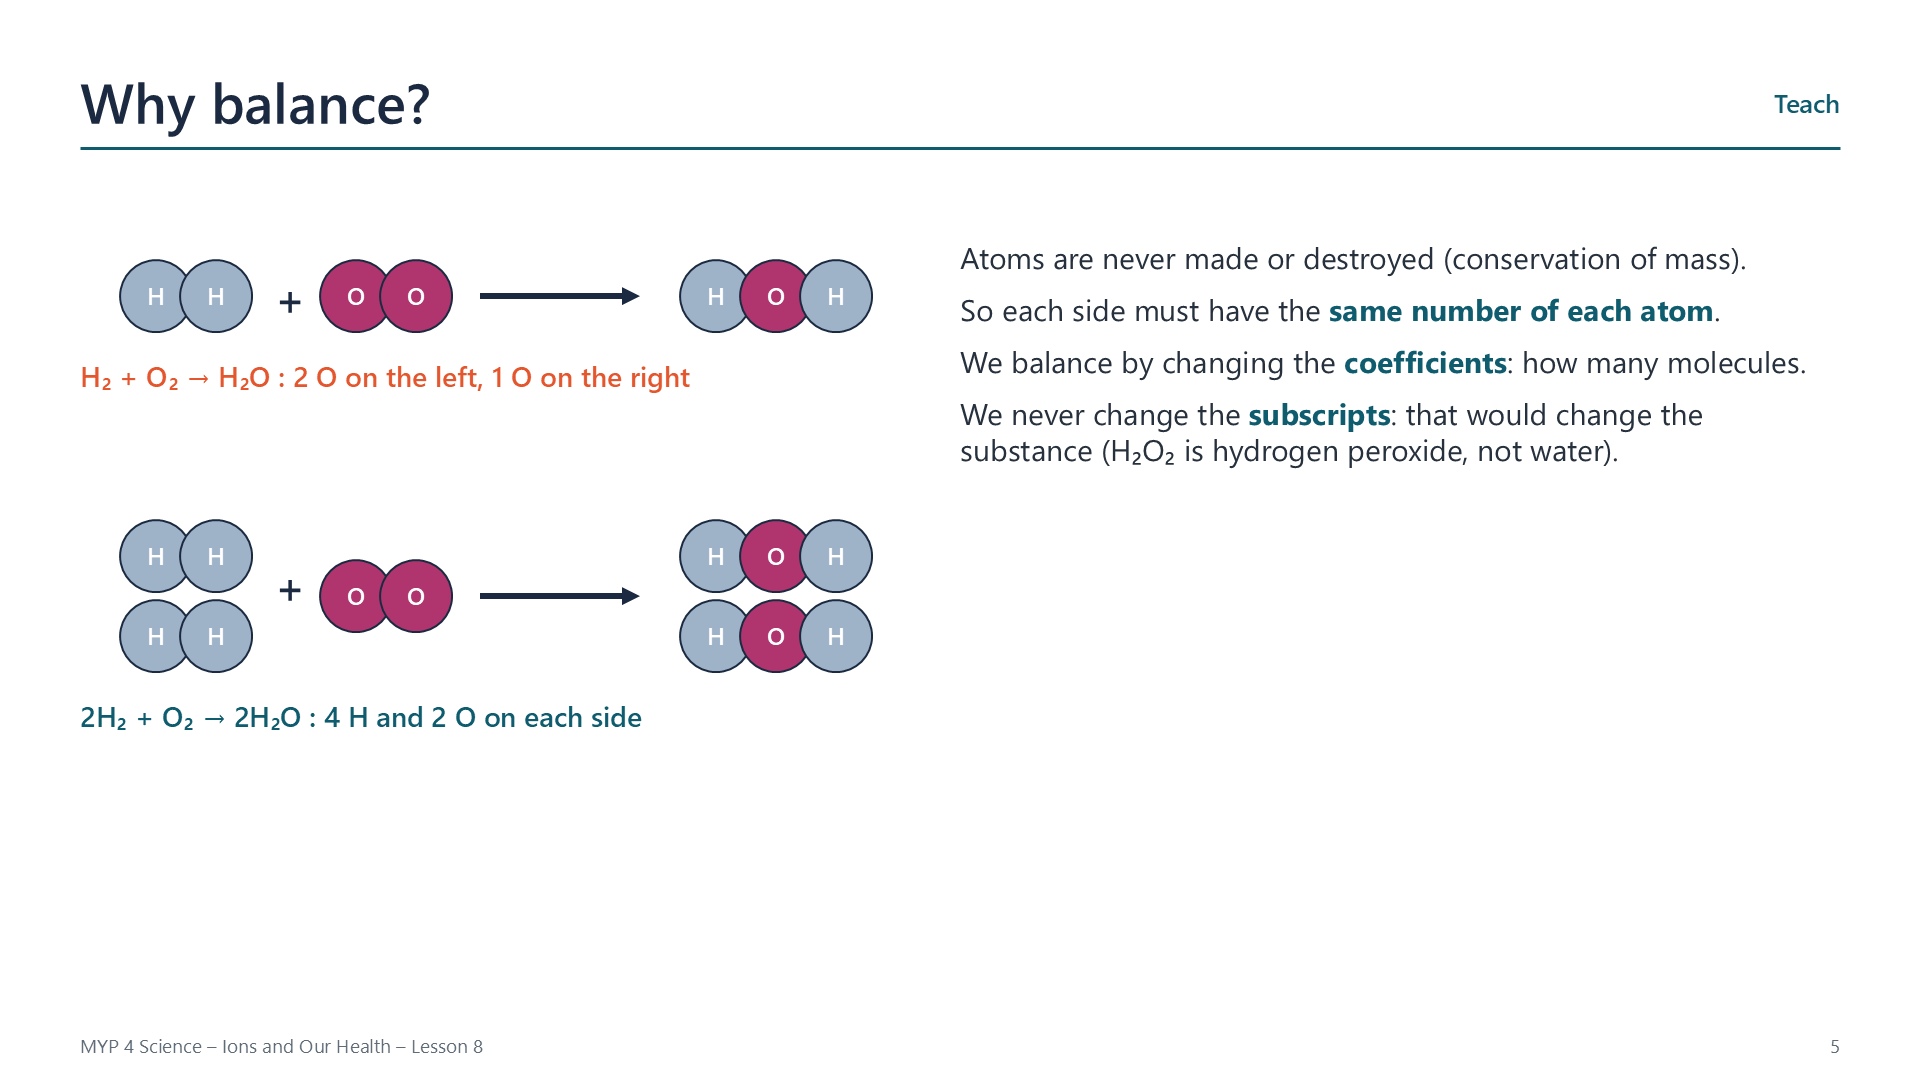 Why balance?
Teach
H H + O O H O H
H₂ + O₂ → H₂O : 2 O on the left, 1 O on the right
H H H O H
+ O O
H H H O H
2H₂ + O₂ → 2H₂O : 4 H and 2 O on each side
Atoms are never made or destroyed (conservation of mass).
So each side must have the same number of each atom.
We balance by changing the coefficients: how many molecules.
We never change the subscripts: that would change the
substance (H₂O₂ is hydrogen peroxide, not water).
MYP 4 Science – Ions and Our Health – Lesson 8
5